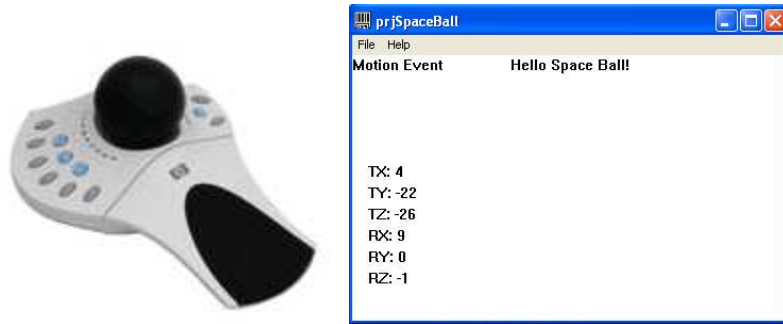 prjSpaceBall
File Help
Motion Event Hello Space Ball!
TX: 4
TY: -22
TZ: -26
RX: 9
RY: 0
RZ: -1